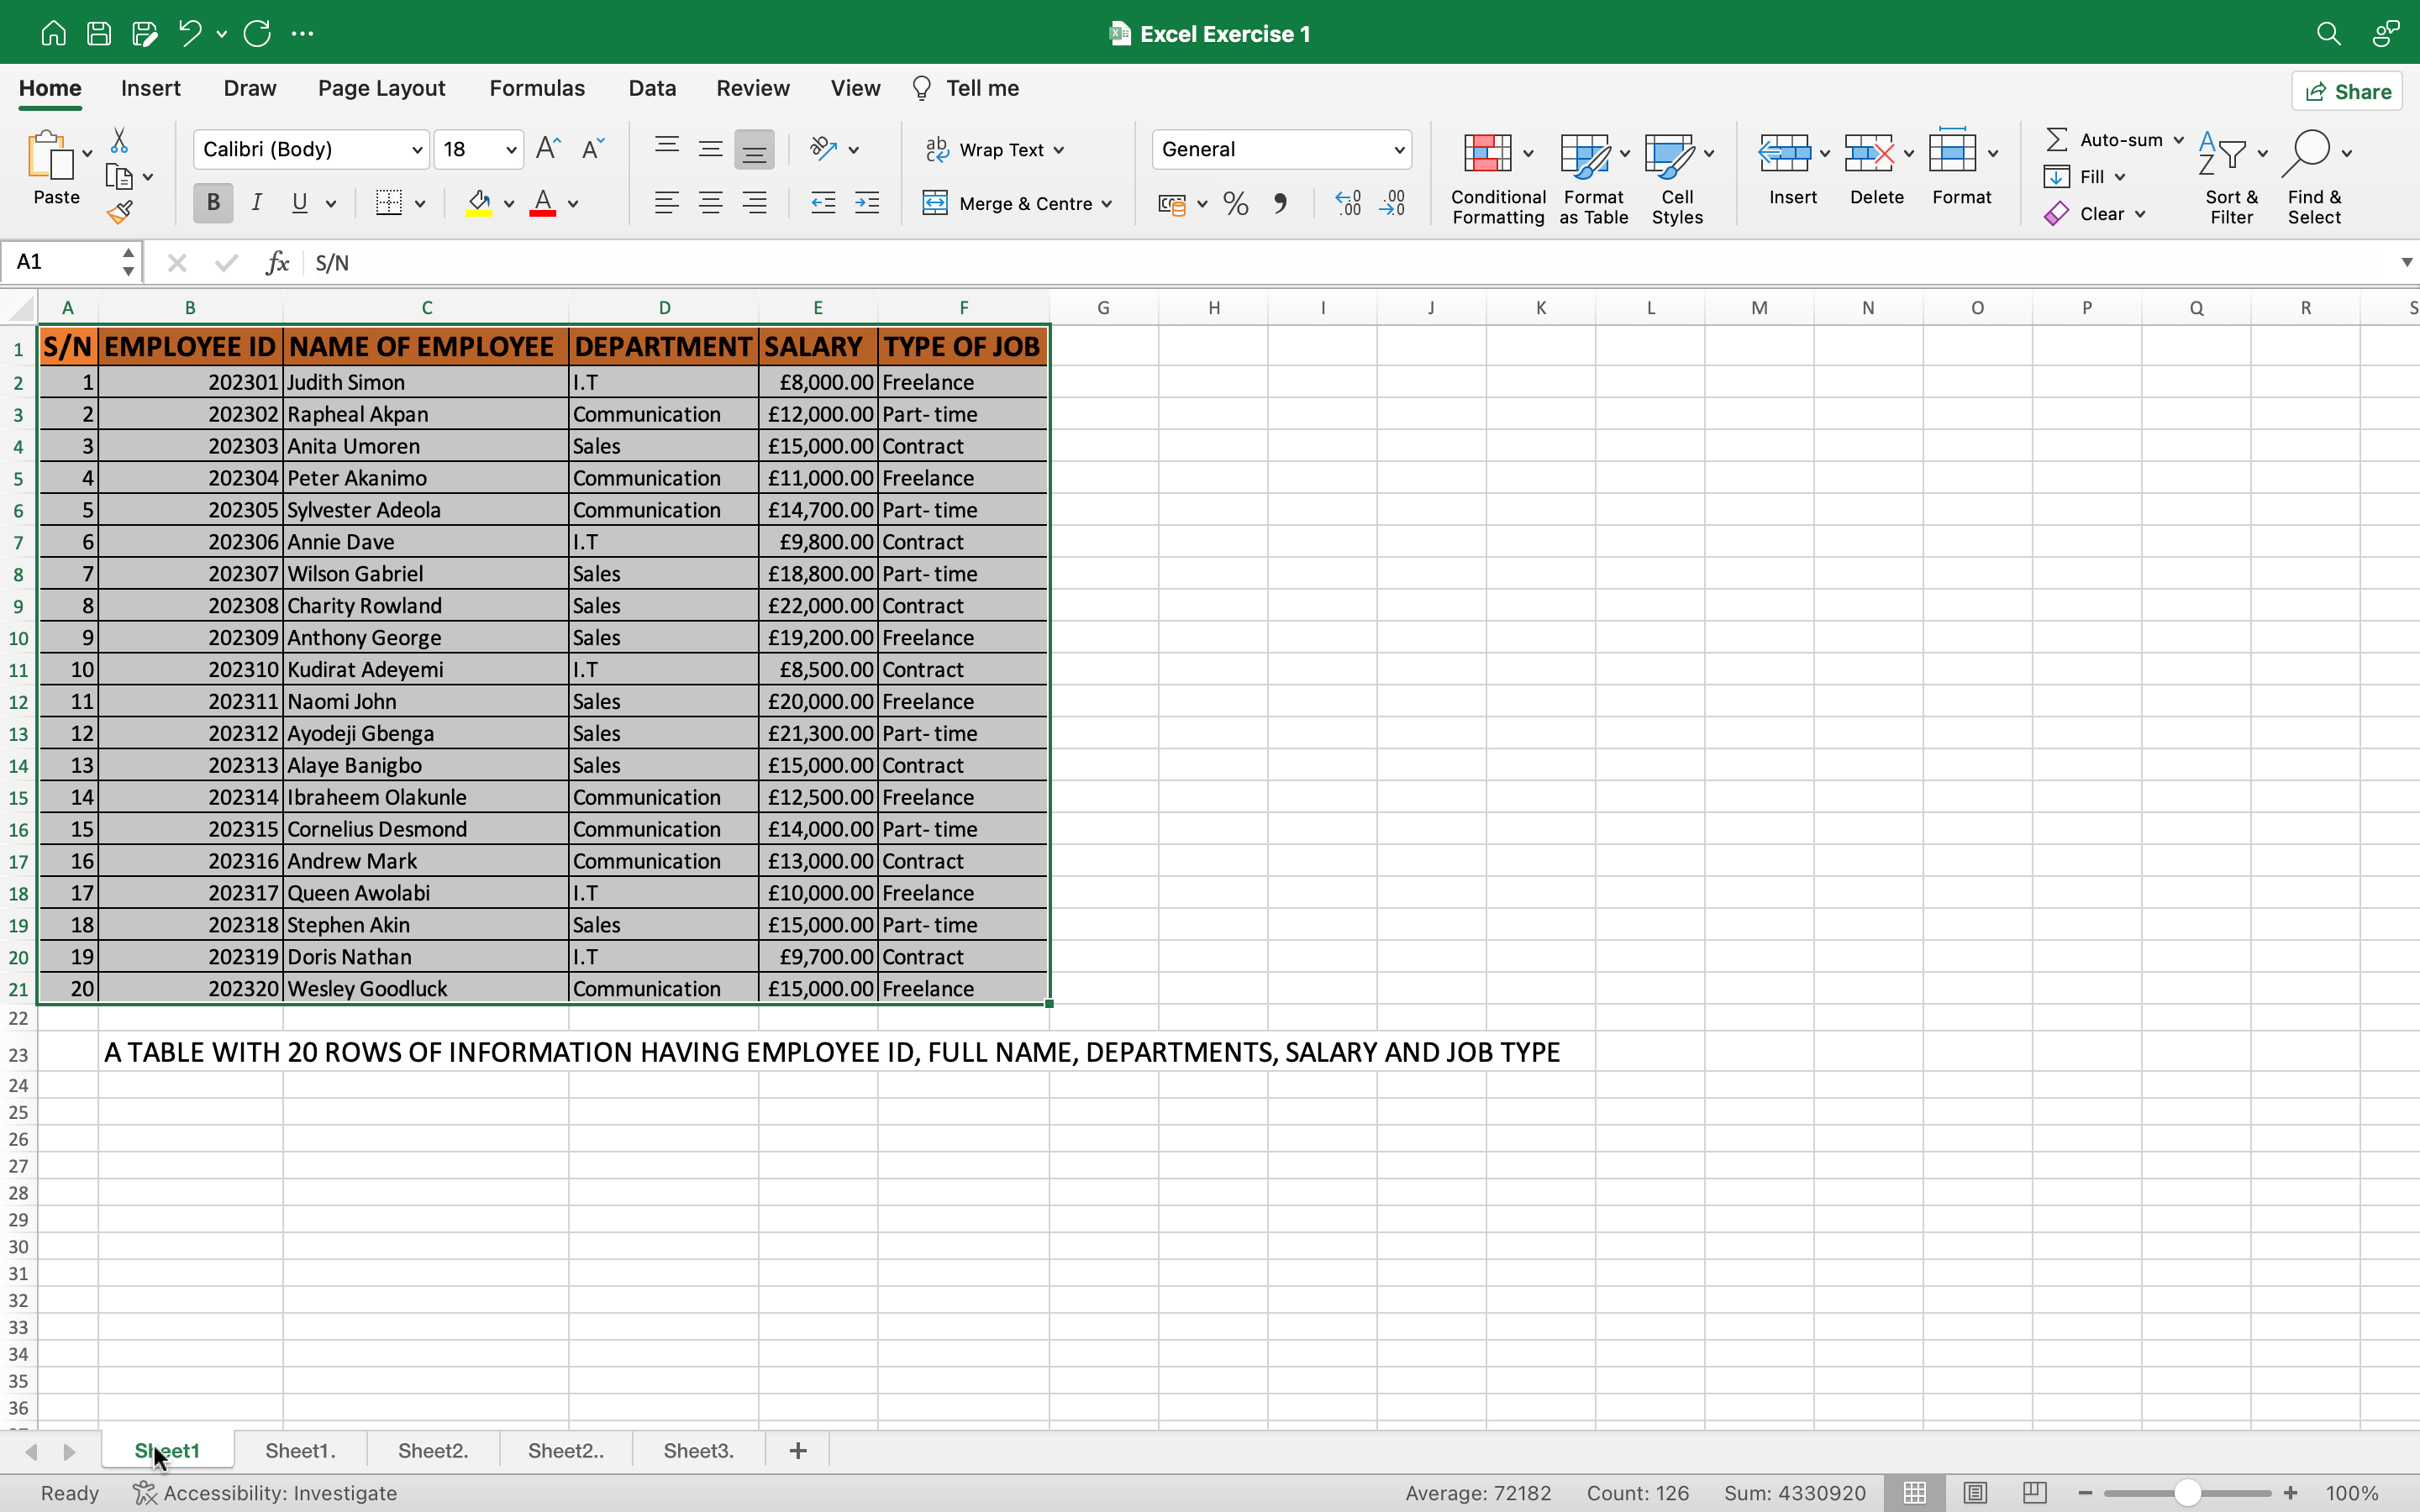 Excel Exercise 1
Home Insert Draw Page Layout Formulas Data Review View Tell me Share
Paste Calibri (Body) 18 Wrap Text General Conditional Formatting Format as Table Cell Styles Insert Delete Format Auto-sum Sort & Filter Find & Select
B I U Merge & Centre % Fill
Clear
A1 fx S/N
A B C D E F G H I J K L M N O P Q R S
1 S/N EMPLOYEE ID NAME OF EMPLOYEE DEPARTMENT SALARY TYPE OF JOB
2 1 202301 Judith Simon I.T £8,000.00 Freelance
3 2 202302 Rapheal Akpan Communication £12,000.00 Part- time
4 3 202303 Anita Umoren Sales £15,000.00 Contract
5 4 202304 Peter Akanimo Communication £11,000.00 Freelance
6 5 202305 Sylvester Adeola Communication £14,700.00 Part- time
7 6 202306 Annie Dave I.T £9,800.00 Contract
8 7 202307 Wilson Gabriel Sales £18,800.00 Part- time
9 8 202308 Charity Rowland Sales £22,000.00 Contract
10 9 202309 Anthony George Sales £19,200.00 Freelance
11 10 202310 Kudirat Adeyemi I.T £8,500.00 Contract
12 11 202311 Naomi John Sales £20,000.00 Freelance
13 12 202312 Ayodeji Gbenga Sales £21,300.00 Part- time
14 13 202313 Alaye Banigbo Sales £15,000.00 Contract
15 14 202314 Ibraheem Olakunle Communication £12,500.00 Freelance
16 15 202315 Cornelius Desmond Communication £14,000.00 Part- time
17 16 202316 Andrew Mark Communication £13,000.00 Contract
18 17 202317 Queen Awolabi I.T £10,000.00 Freelance
19 18 202318 Stephen Akin Sales £15,000.00 Part- time
20 19 202319 Doris Nathan I.T £9,700.00 Contract
21 20 202320 Wesley Goodluck Communication £15,000.00 Freelance
22
23 A TABLE WITH 20 ROWS OF INFORMATION HAVING EMPLOYEE ID, FULL NAME, DEPARTMENTS, SALARY AND JOB TYPE
24
25
26
27
28
29
30
31
32
33
34
35
36
Sheet1 Sheet1. Sheet2. Sheet2.. Sheet3. +
Ready Accessibility: Investigate Average: 72182 Count: 126 Sum: 4330920 100%